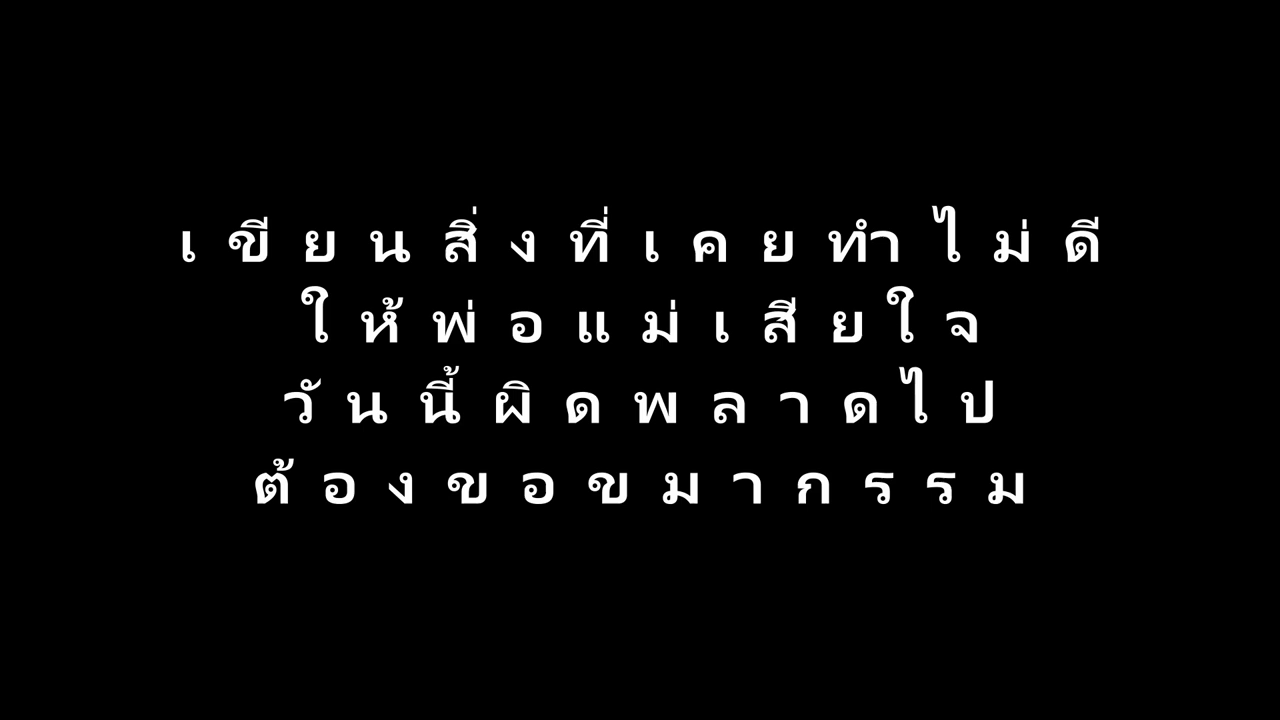 เขียนสิ่งที่เคยทำไม่ดี
ให้พ่อแม่เสียใจ
วันนี้ผิดพลาดไป
ต้องขอขมากรรม